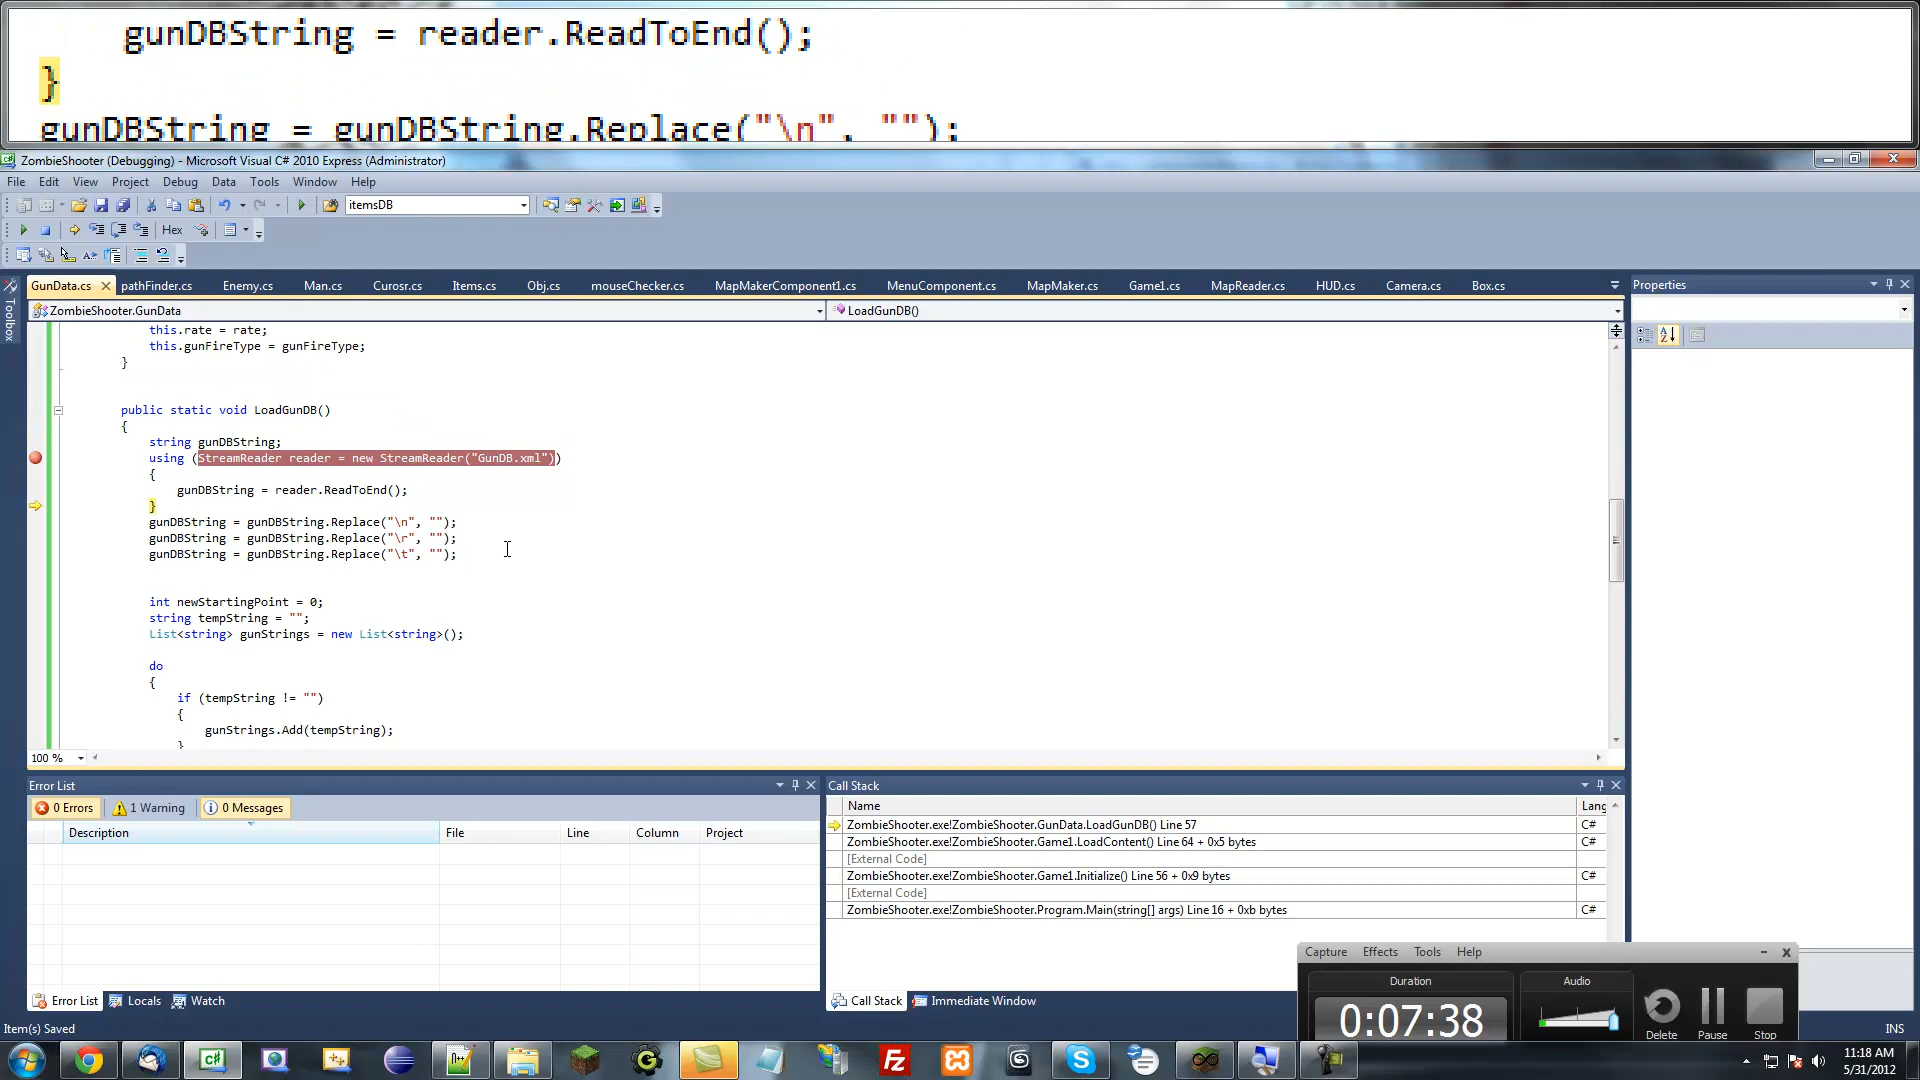 gunDBString = reader.ReadToEnd();
}
gunDBString = gunDBString.Replace("\n", "");
ZombieShooter (Debugging) - Microsoft Visual C# 2010 Express (Administrator)
File Edit View Project Debug Data Tools Window Help
itemsDB
Hex
GunData.cs pathFinder.cs Enemy.cs Man.cs Curosr.cs Items.cs Obj.cs mouseChecker.cs MapMakerComponent1.cs MenuComponent.cs MapMaker.cs Game1.cs MapReader.cs HUD.cs Camera.cs Box.cs
Properties
Toolbox
ZombieShooter.GunData
LoadGunDB()
this.rate = rate;
this.gunFireType = gunFireType;
}
public static void LoadGunDB()
{
string gunDBString;
using (StreamReader reader = new StreamReader("GunDB.xml"))
{
gunDBString = reader.ReadToEnd();
}
gunDBString = gunDBString.Replace("\n", "");
gunDBString = gunDBString.Replace("\r", "");
gunDBString = gunDBString.Replace("\t", "");
int newStartingPoint = 0;
string tempString = "";
List<string> gunStrings = new List<string>();
do
{
if (tempString != "")
{
gunStrings.Add(tempString);
}
100 %
Error List
0 Errors 1 Warning 0 Messages
Description File Line Column Project
Error List Locals Watch
Call Stack
Name Lang
ZombieShooter.exe!ZombieShooter.GunData.LoadGunDB() Line 57 C#
ZombieShooter.exe!ZombieShooter.Game1.LoadContent() Line 64 + 0x5 bytes C#
[External Code]
ZombieShooter.exe!ZombieShooter.Game1.Initialize() Line 56 + 0x9 bytes C#
[External Code]
ZombieShooter.exe!ZombieShooter.Program.Main(string[] args) Line 16 + 0xb bytes C#
Call Stack Immediate Window
Capture Effects Tools Help
Duration
0:07:38
Audio
Delete Pause Stop
Item(s) Saved
INS
11:18 AM
5/31/2012